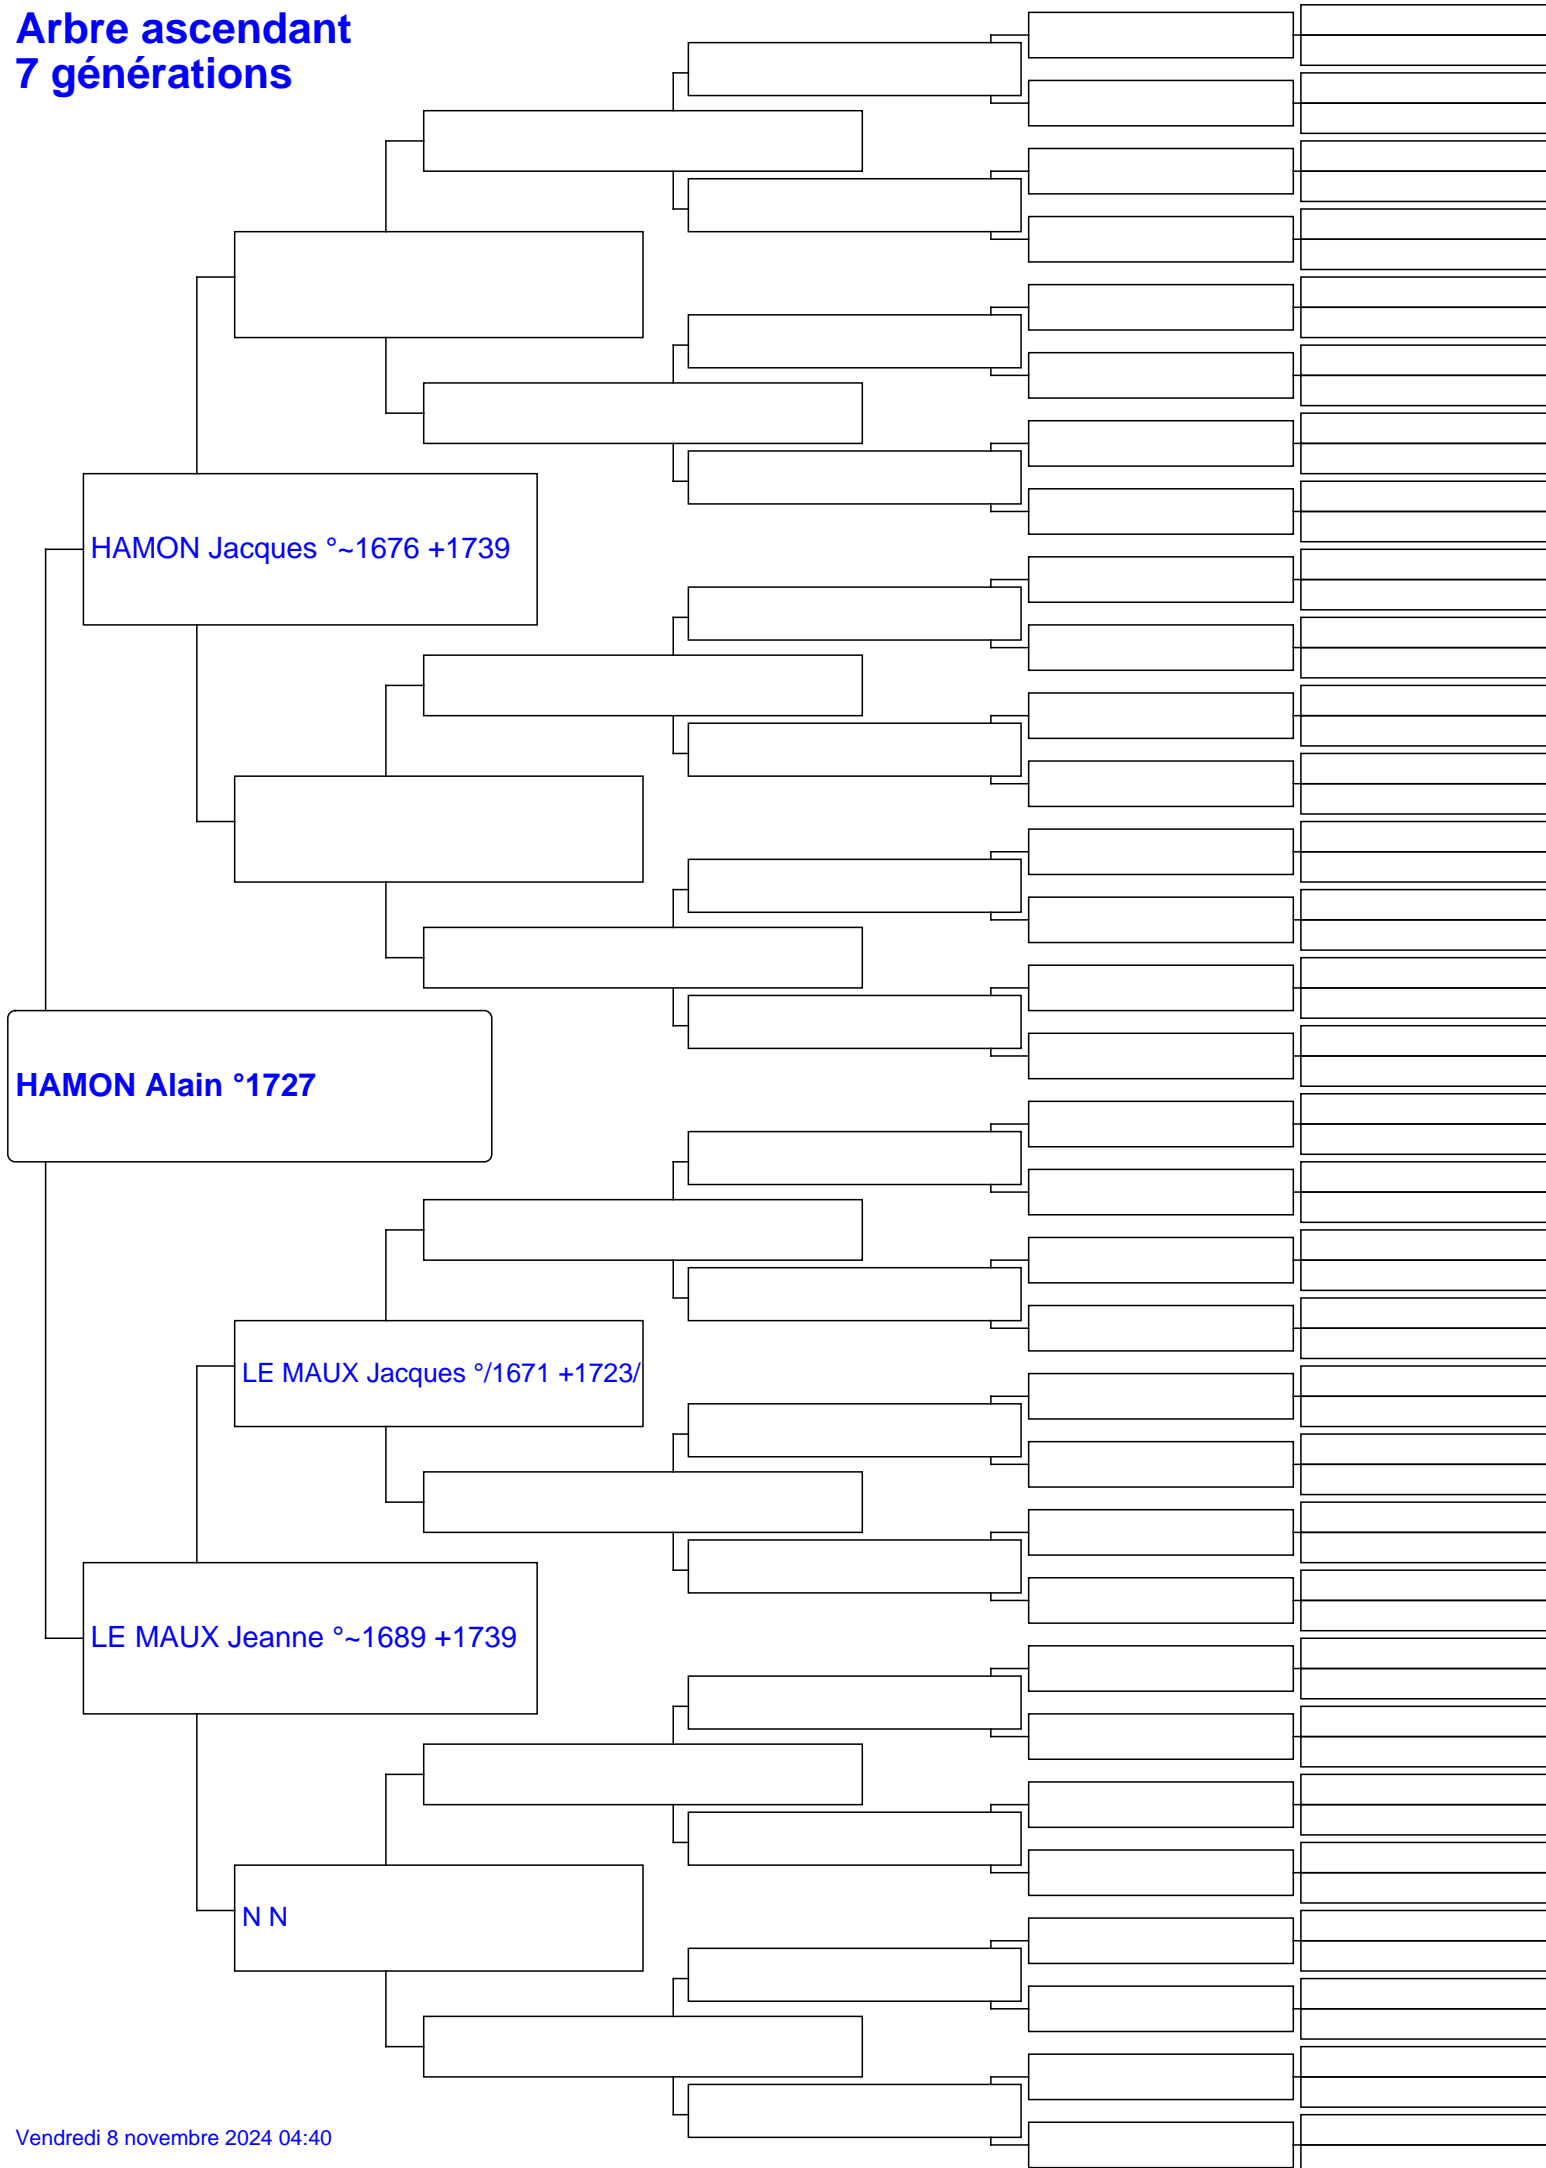 Arbre ascendant
7 générations
HAMON Jacques °~1676 +1739
HAMON Alain °1727
LE MAUX Jacques °/1671 +1723/
LE MAUX Jeanne °~1689 +1739
N N
Vendredi 8 novembre 2024 04:40